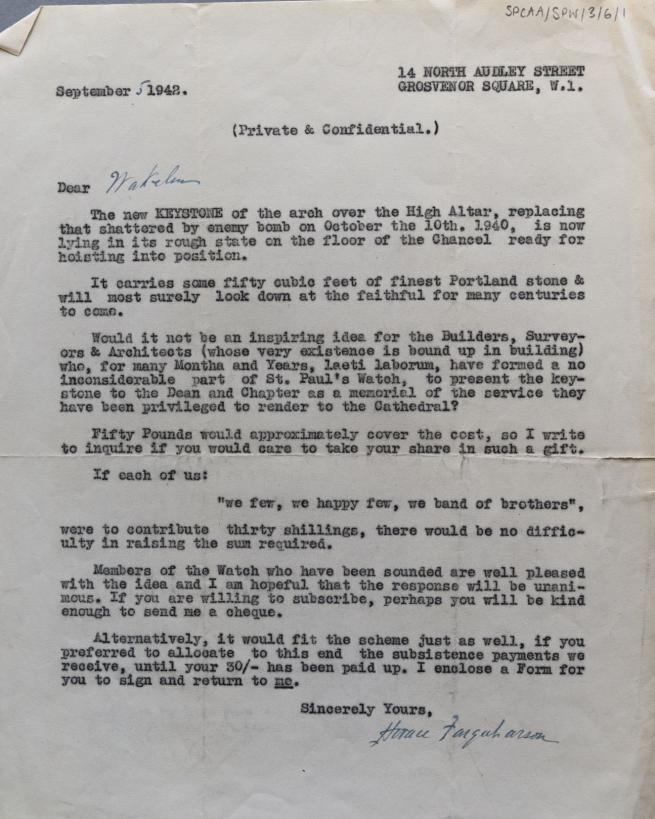 SPCAA/SPW/3/6/1
14 NORTH AUDLEY STREET
September 5 1942. GROSVENOR SQUARE, W.1.
(Private & Confidential.)
Dear Wakelin
The new KEYSTONE of the arch over the High Altar, replacing
that shattered by enemy bomb on October the 10th. 1940, is now
lying in its rough state on the floor of the Chancel ready for
hoisting into position.
It carries some fifty cubic feet of finest Portland stone &
will most surely look down at the faithful for many centuries
to come.
Would it not be an inspiring idea for the Builders, Survey-
ors & Architects (whose very existence is bound up in building)
who, for many Montha and Years, laeti laborum, have formed a no
inconsiderable part of St. Paul's Watch, to present the key-
stone to the Dean and Chapter as a memorial of the service they
have been privileged to render to the Cathedral?
Fifty Pounds would approximately cover the cost, so I write
to inquire if you would care to take your share in such a gift.
If each of us:
"we few, we happy few, we band of brothers",
were to contribute thirty shillings, there would be no diffic-
ulty in raising the sum required.
Members of the Watch who have been sounded are well pleased
with the idea and I am hopeful that the response will be unani-
mous. If you are willing to subscribe, perhaps you will be kind
enough to send me a cheque.
Alternatively, it would fit the scheme just as well, if you
preferred to allocate to this end the subsistence payments we
receive, until your 30/- has been paid up. I enclose a Form for
you to sign and return to me.
Sincerely Yours,
Horace Farquharson